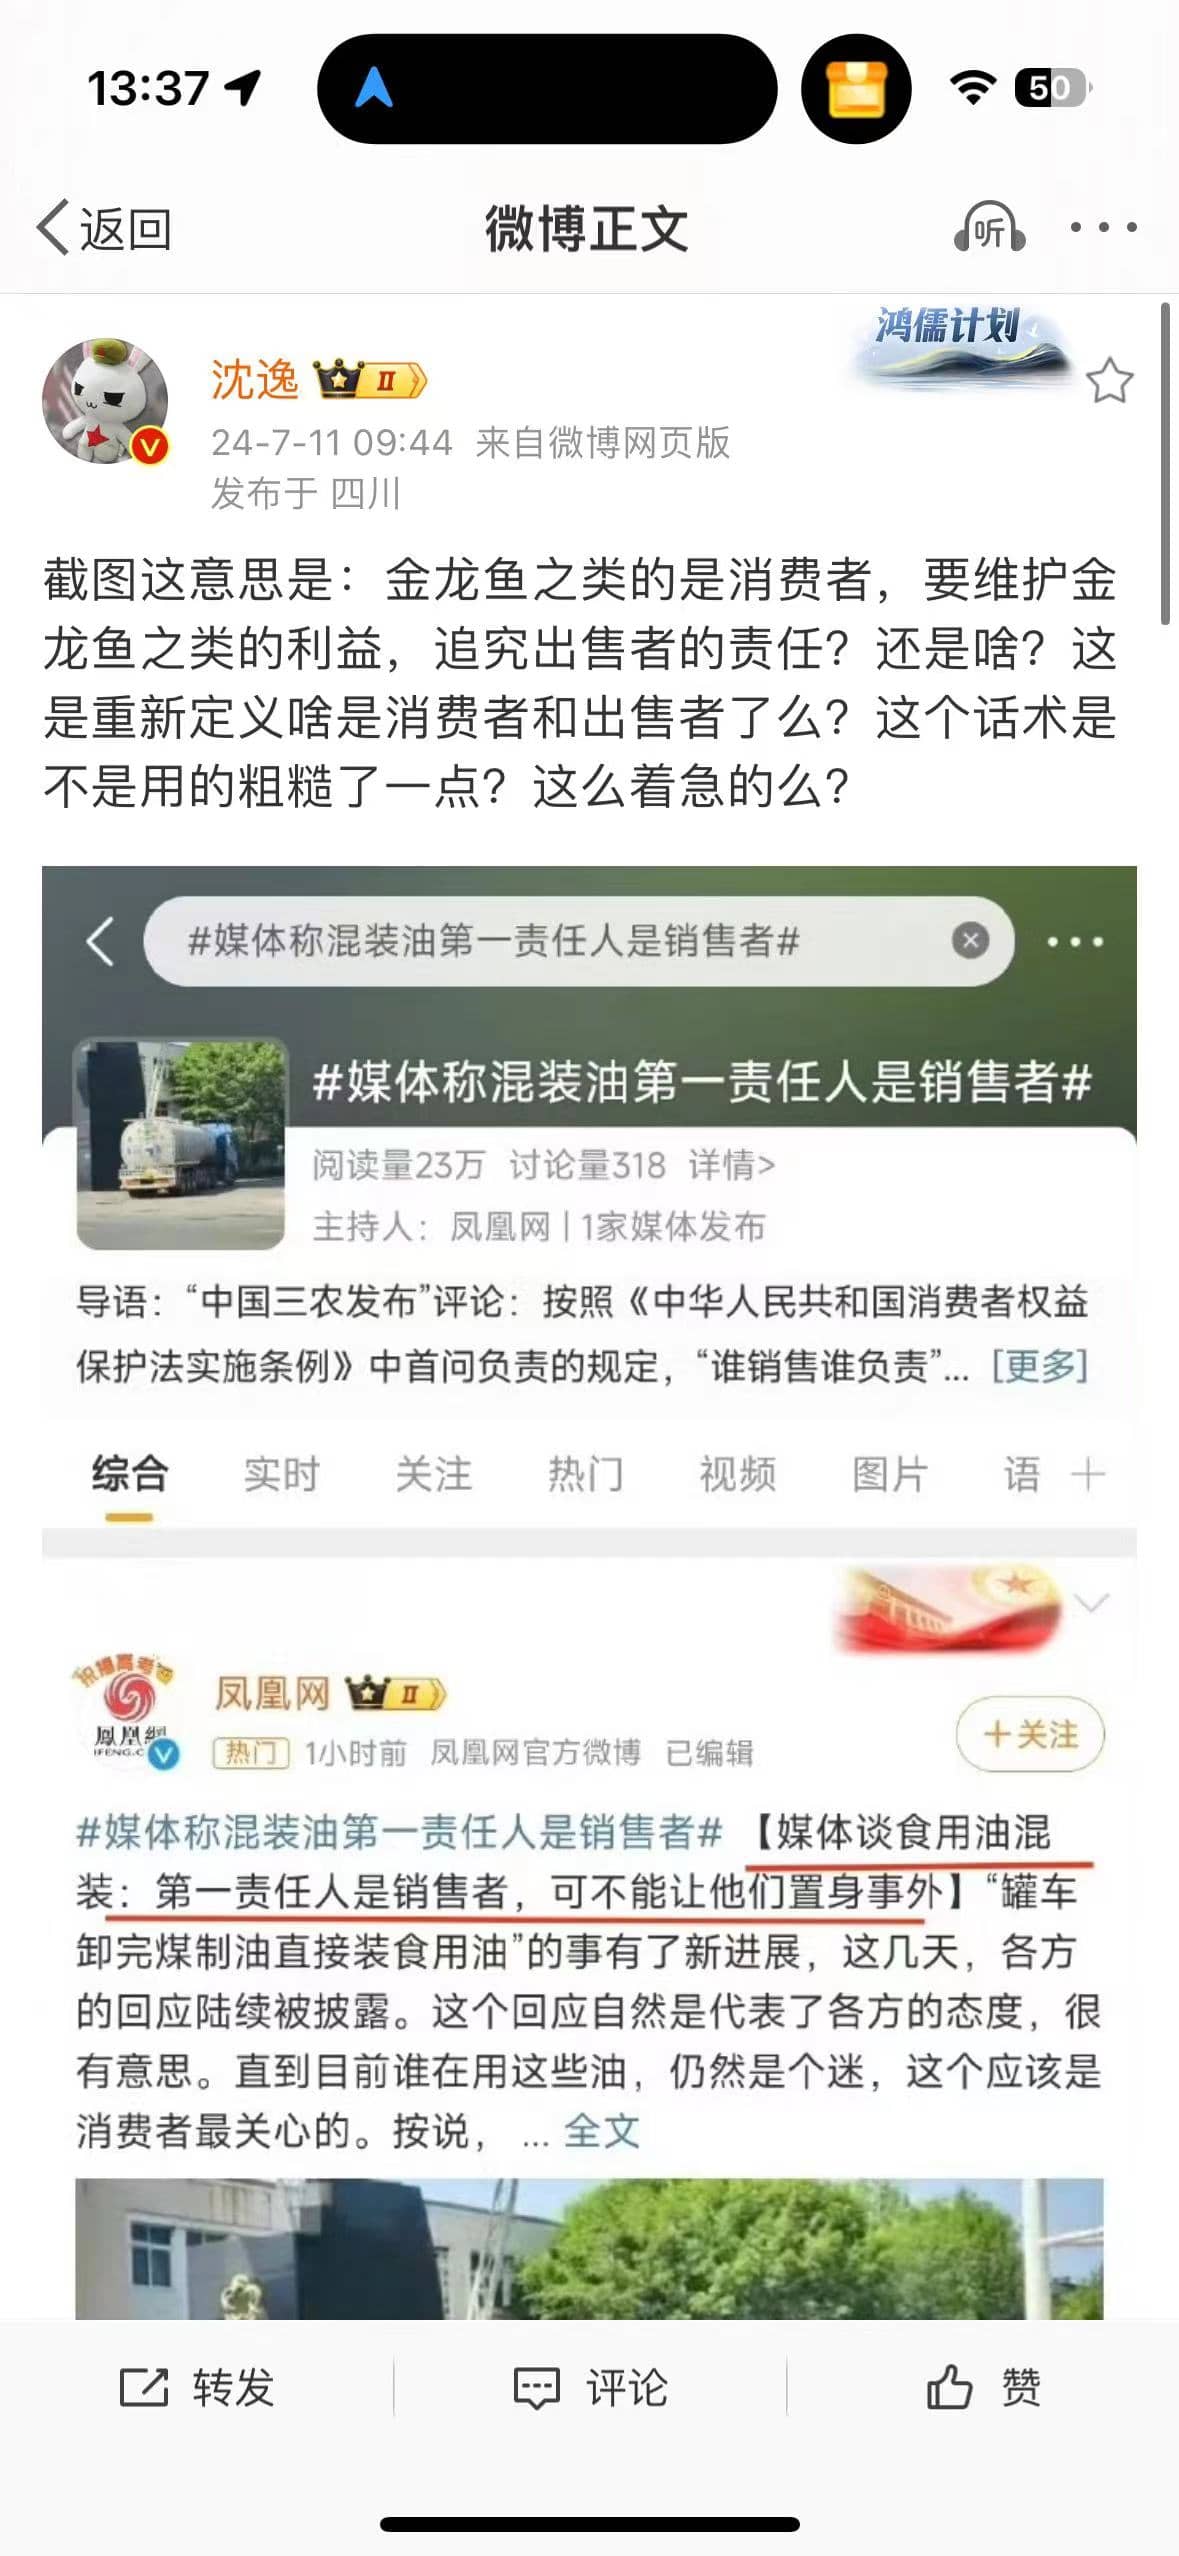 13:37
50
返回
微博正文
听
鸿儒计划
沈逸
II
24-7-11 09:44 来自微博网页版
发布于 四川
截图这意思是：金龙鱼之类的是消费者，要维护金
龙鱼之类的利益，追究出售者的责任？还是啥？这
是重新定义啥是消费者和出售者了么？这个话术是
不是用的粗糙了一点？这么着急的么？
#媒体称混装油第一责任人是销售者#
#媒体称混装油第一责任人是销售者#
阅读量23万 讨论量318 详情>
主持人：凤凰网 | 1家媒体发布
导语：“中国三农发布”评论：按照《中华人民共和国消费者权益
保护法实施条例》中首问负责的规定，“谁销售谁负责”... [更多]
综合 实时 关注 热门 视频 图片 语
凤凰网
II
鳳凰網
IFENG.C
热门 1小时前 凤凰网官方微博 已编辑
+关注
#媒体称混装油第一责任人是销售者# 【媒体谈食用油混
装：第一责任人是销售者，可不能让他们置身事外】“罐车
卸完煤制油直接装食用油”的事有了新进展，这几天，各方
的回应陆续被披露。这个回应自然是代表了各方的态度，很
有意思。直到目前谁在用这些油，仍然是个迷，这个应该是
消费者最关心的。按说， ... 全文
转发
评论
赞